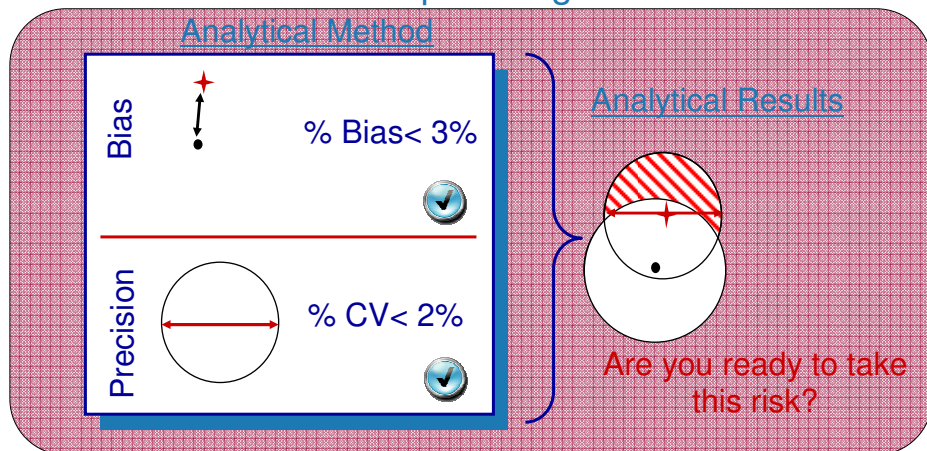 Analytical Method
Bias
% Bias< 3%
Precision
% CV< 2%
Analytical Results
Are you ready to take
this risk?